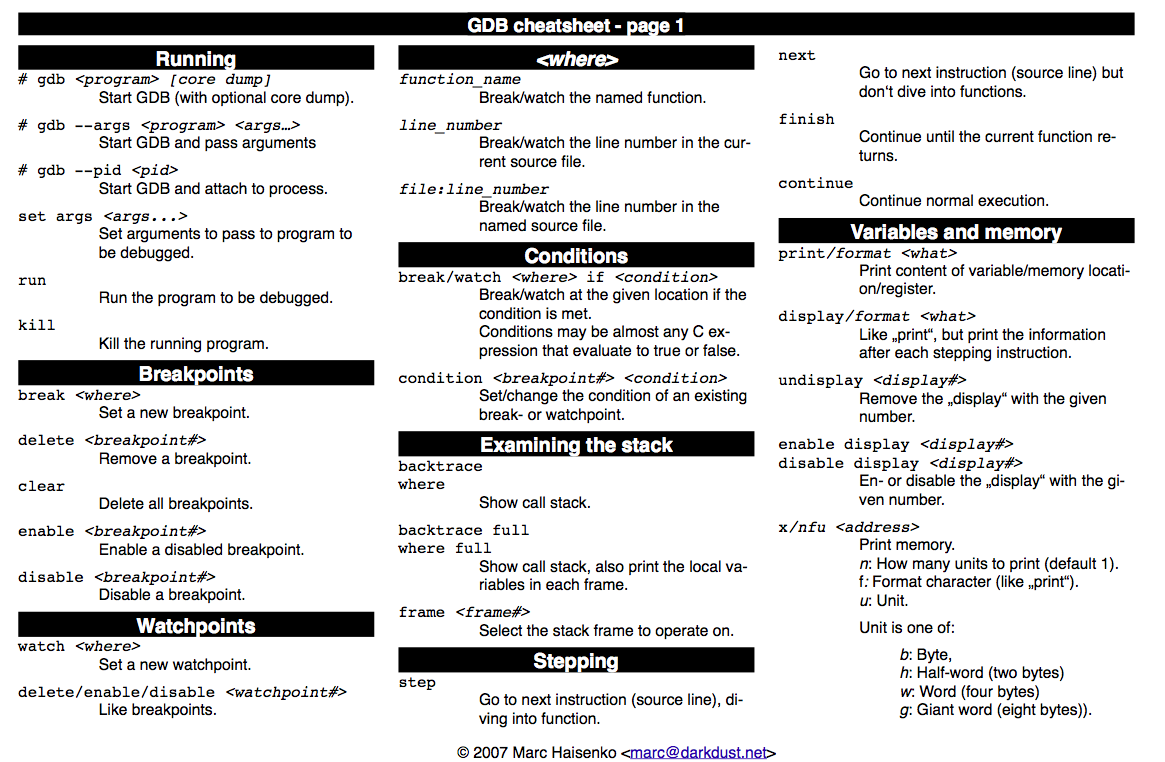 GDB cheatsheet - page 1
Running
# gdb <program> [core dump]
Start GDB (with optional core dump).
# gdb --args <program> <args…>
Start GDB and pass arguments
# gdb --pid <pid>
Start GDB and attach to process.
set args <args...>
Set arguments to pass to program to
be debugged.
run
Run the program to be debugged.
kill
Kill the running program.
Breakpoints
break <where>
Set a new breakpoint.
delete <breakpoint#>
Remove a breakpoint.
clear
Delete all breakpoints.
enable <breakpoint#>
Enable a disabled breakpoint.
disable <breakpoint#>
Disable a breakpoint.
Watchpoints
watch <where>
Set a new watchpoint.
delete/enable/disable <watchpoint#>
Like breakpoints.
<where>
function_name
Break/watch the named function.
line_number
Break/watch the line number in the cur-
rent source file.
file:line_number
Break/watch the line number in the
named source file.
Conditions
break/watch <where> if <condition>
Break/watch at the given location if the
condition is met.
Conditions may be almost any C ex-
pression that evaluate to true or false.
condition <breakpoint#> <condition>
Set/change the condition of an existing
break- or watchpoint.
Examining the stack
backtrace
where
Show call stack.
backtrace full
where full
Show call stack, also print the local va-
riables in each frame.
frame <frame#>
Select the stack frame to operate on.
Stepping
step
Go to next instruction (source line), di-
ving into function.
next
Go to next instruction (source line) but
don‘t dive into functions.
finish
Continue until the current function re-
turns.
continue
Continue normal execution.
Variables and memory
print/format <what>
Print content of variable/memory locati-
on/register.
display/format <what>
Like „print“, but print the information
after each stepping instruction.
undisplay <display#>
Remove the „display“ with the given
number.
enable display <display#>
disable display <display#>
En- or disable the „display“ with the gi-
ven number.
x/nfu <address>
Print memory.
n: How many units to print (default 1).
f: Format character (like „print“).
u: Unit.
Unit is one of:
b: Byte,
h: Half-word (two bytes)
w: Word (four bytes)
g: Giant word (eight bytes)).
© 2007 Marc Haisenko <marc@darkdust.net>